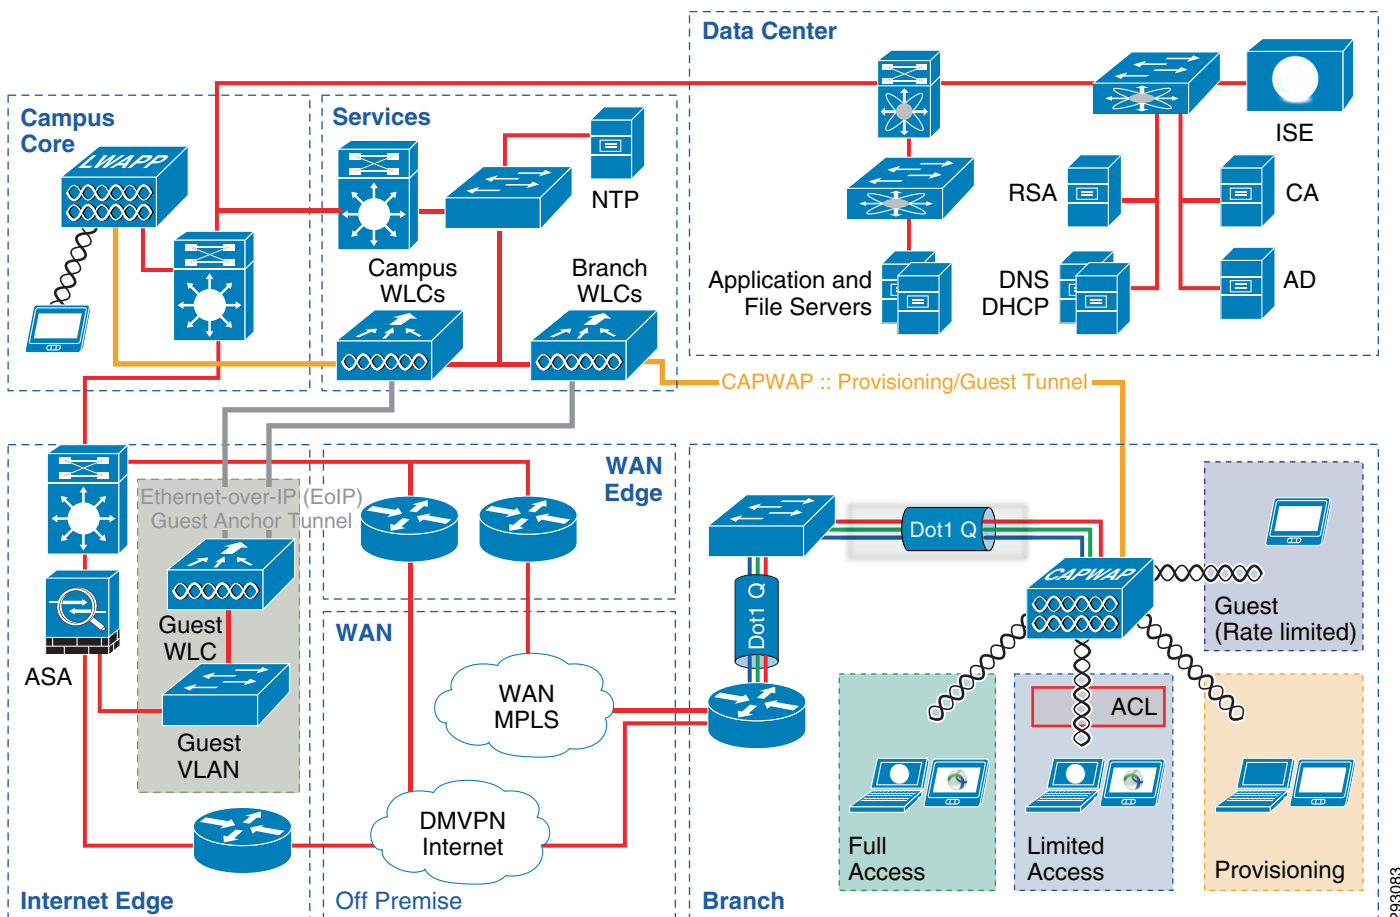 Data Center
Campus
Core
Services
LWAPP
NTP
ISE
RSA
CA
Campus
WLCs
Branch
WLCs
Application and
File Servers
DNS
DHCP
AD
CAPWAP :: Provisioning/Guest Tunnel
WAN
Edge
Ethernet-over-IP (EoIP)
Guest Anchor Tunnel
Dot1 Q
CAPWAP
Dot1 Q
Guest
(Rate limited)
Guest
WLC
WAN
ASA
WAN
MPLS
ACL
Guest
VLAN
DMVPN
Internet
Full
Access
Limited
Access
Provisioning
Internet Edge
Off Premise
Branch
293083